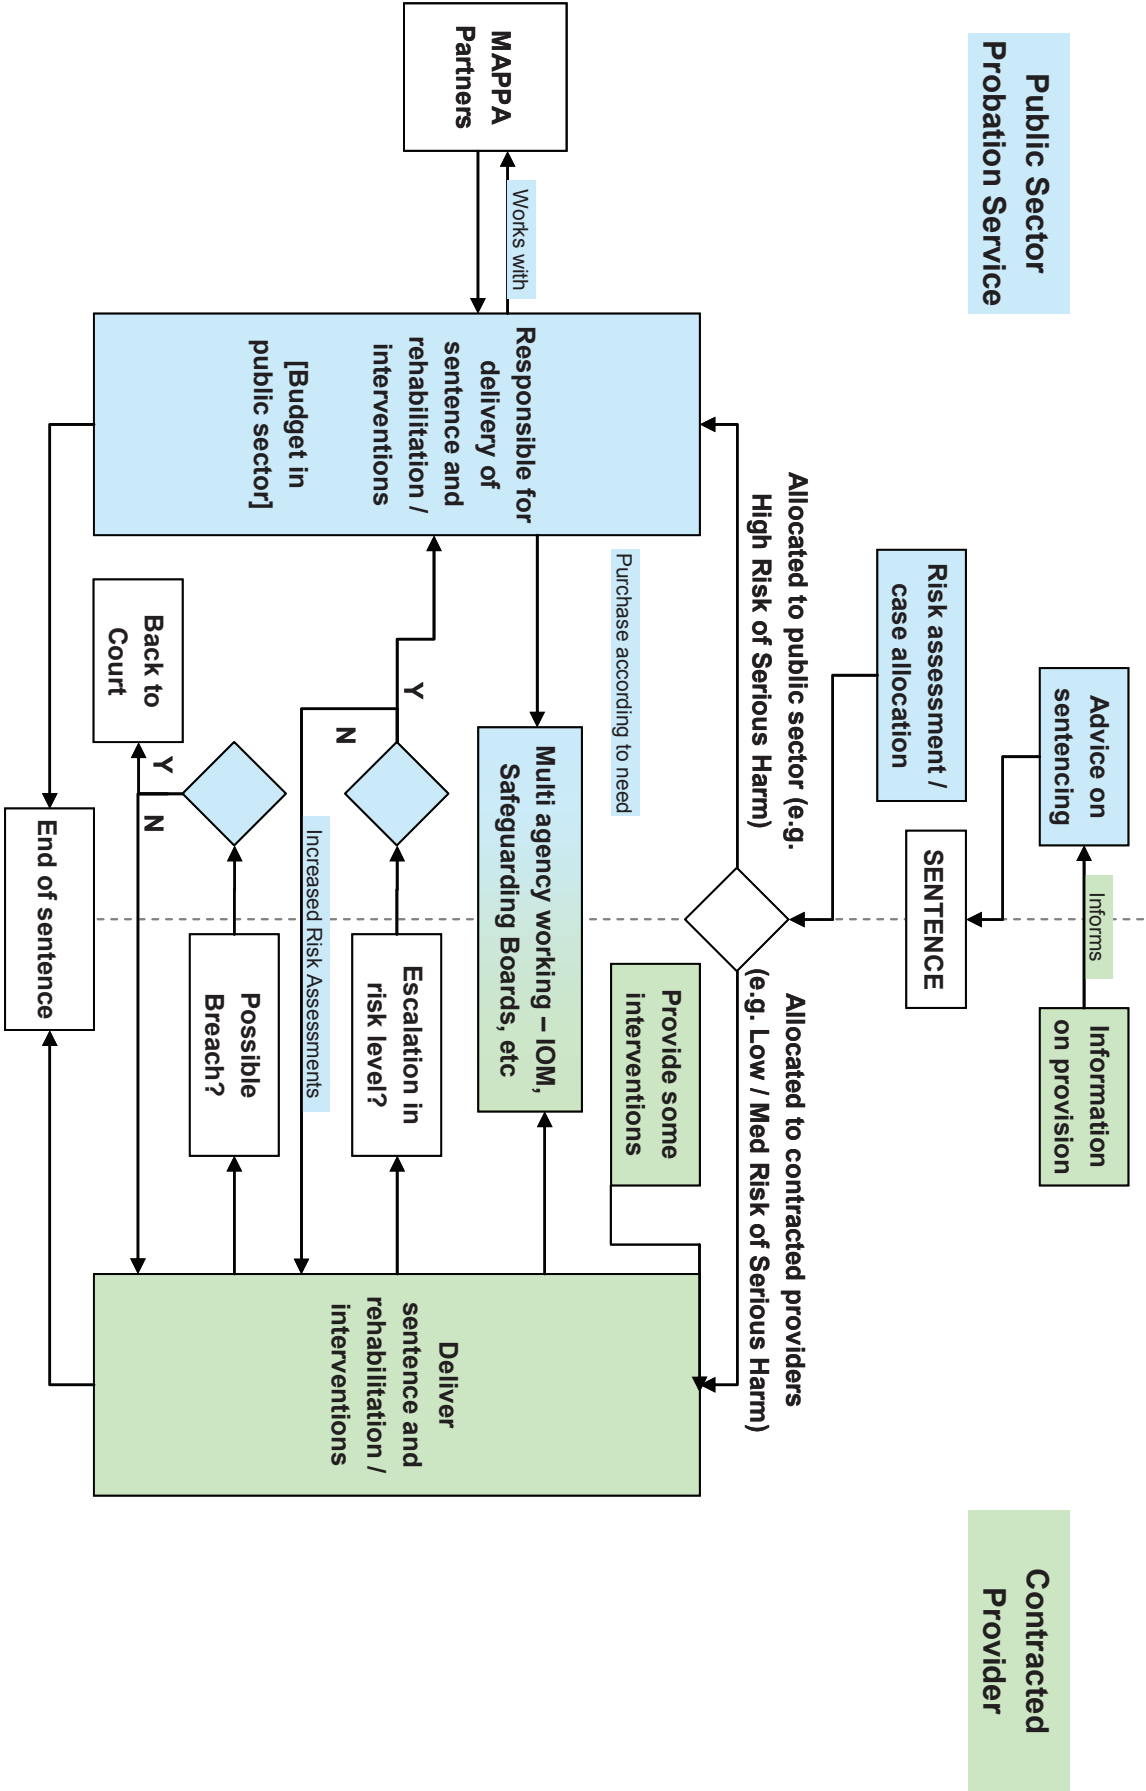 Public Sector
Probation Service
Contracted
Provider
Advice on
sentencing
Informs
Information
on provision
SENTENCE
Risk assessment /
case allocation
Allocated to public sector (e.g.
High Risk of Serious Harm)
Allocated to contracted providers
(e.g. Low / Med Risk of Serious Harm)
MAPPA
Partners
Works with
Responsible for
delivery of
sentence and
rehabilitation /
interventions
[Budget in
public sector]
Purchase according to need
Provide some
interventions
Multi agency working – IOM,
Safeguarding Boards, etc
Deliver
sentence and
rehabilitation /
interventions
Y
N
Escalation in
risk level?
Increased Risk Assessments
Back to
Court
Y
N
Possible
Breach?
End of sentence